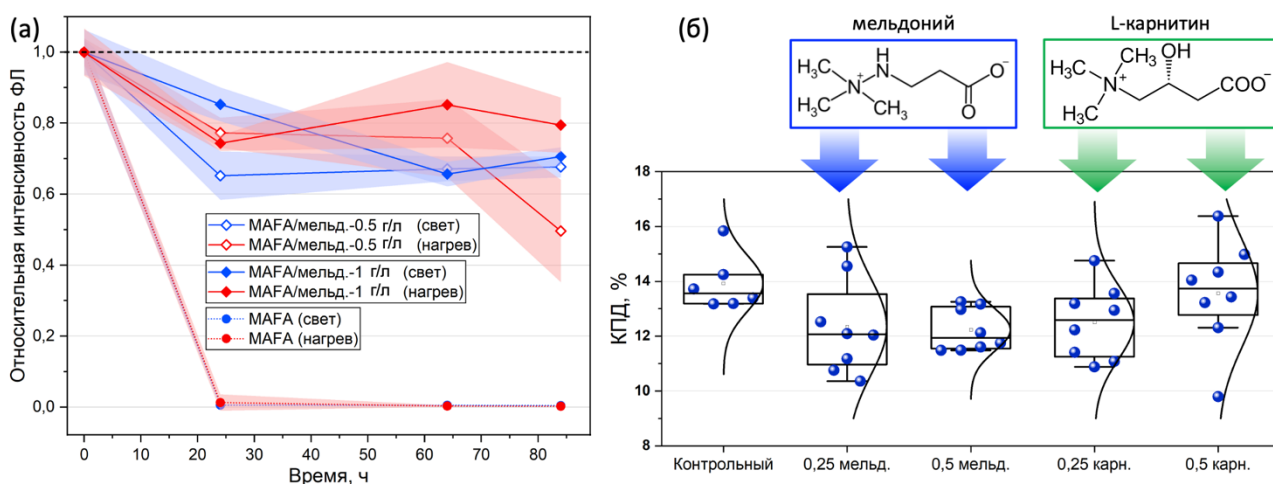 (а)
Относительная интенсивность ФЛ
1,0
0,8
0,6
0,4
0,2
0,0
MAFA/мельд.-0.5 г/л (свет)
MAFA/мельд.-0.5 г/л (нагрев)
MAFA/мельд.-1 г/л (свет)
MAFA/мельд.-1 г/л (нагрев)
MAFA (свет)
MAFA (нагрев)
0 10 20 30 40 50 60 70 80
Время, ч
(б)
мельдоний
L-карнитин
H
H₃C NH O⁻
H₃C N⁺
H₃C CH₃ O
CH₃ OH
H₃C N⁺ COO⁻
H₃C
КПД, %
18
16
14
12
10
8
Контрольный 0,25 мельд. 0,5 мельд. 0,25 карн. 0,5 карн.